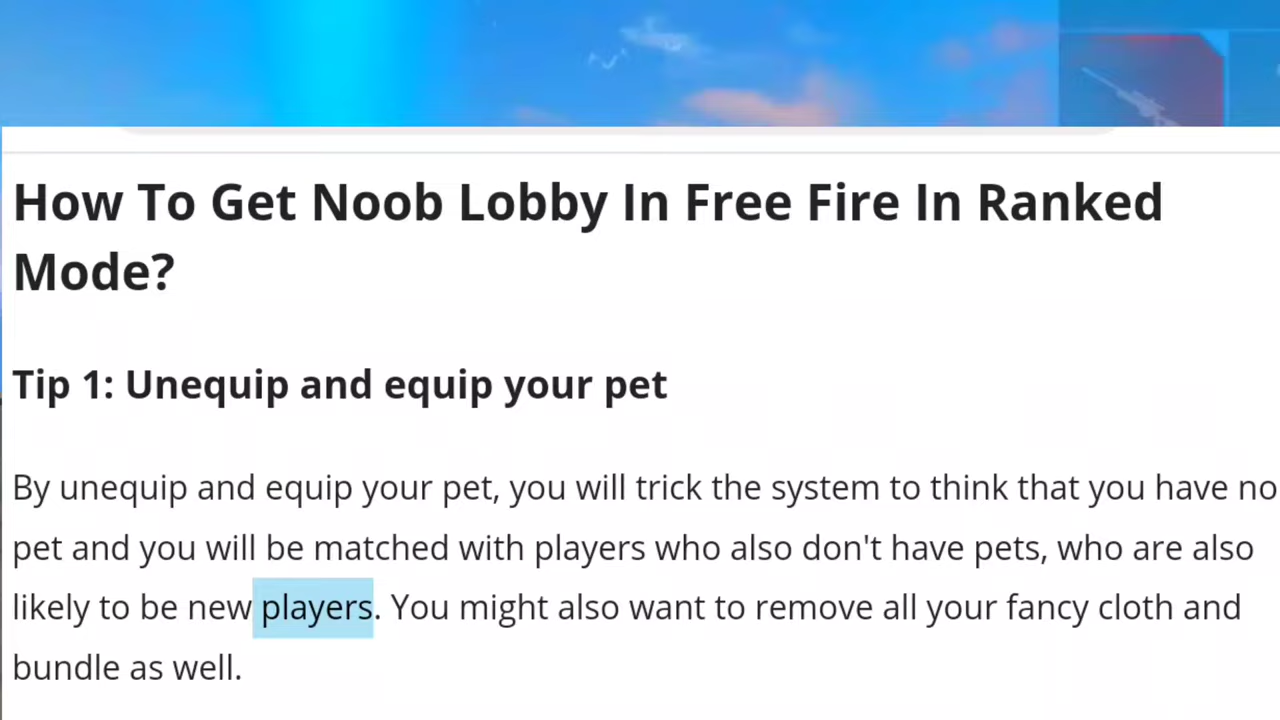 How To Get Noob Lobby In Free Fire In Ranked
Mode?
Tip 1: Unequip and equip your pet
By unequip and equip your pet, you will trick the system to think that you have no
pet and you will be matched with players who also don't have pets, who are also
likely to be new players. You might also want to remove all your fancy cloth and
bundle as well.